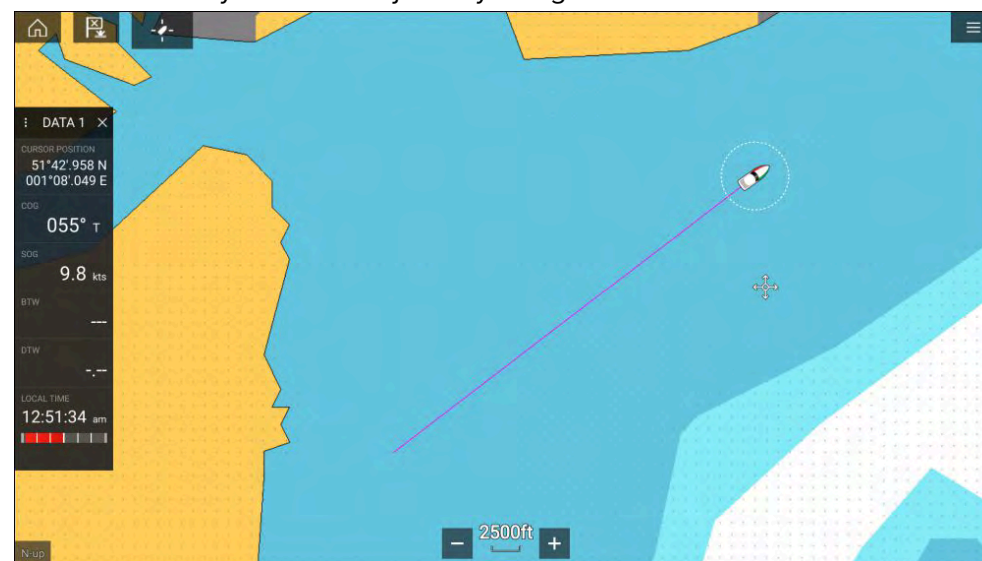 DATA 1
CURSOR POSITION
51°42'.958 N
001°08'.049 E
COG
055° T
SOG
9.8 kts
BTW
---
DTW
-.--
LOCAL TIME
12:51:34 am
N-up
2500ft